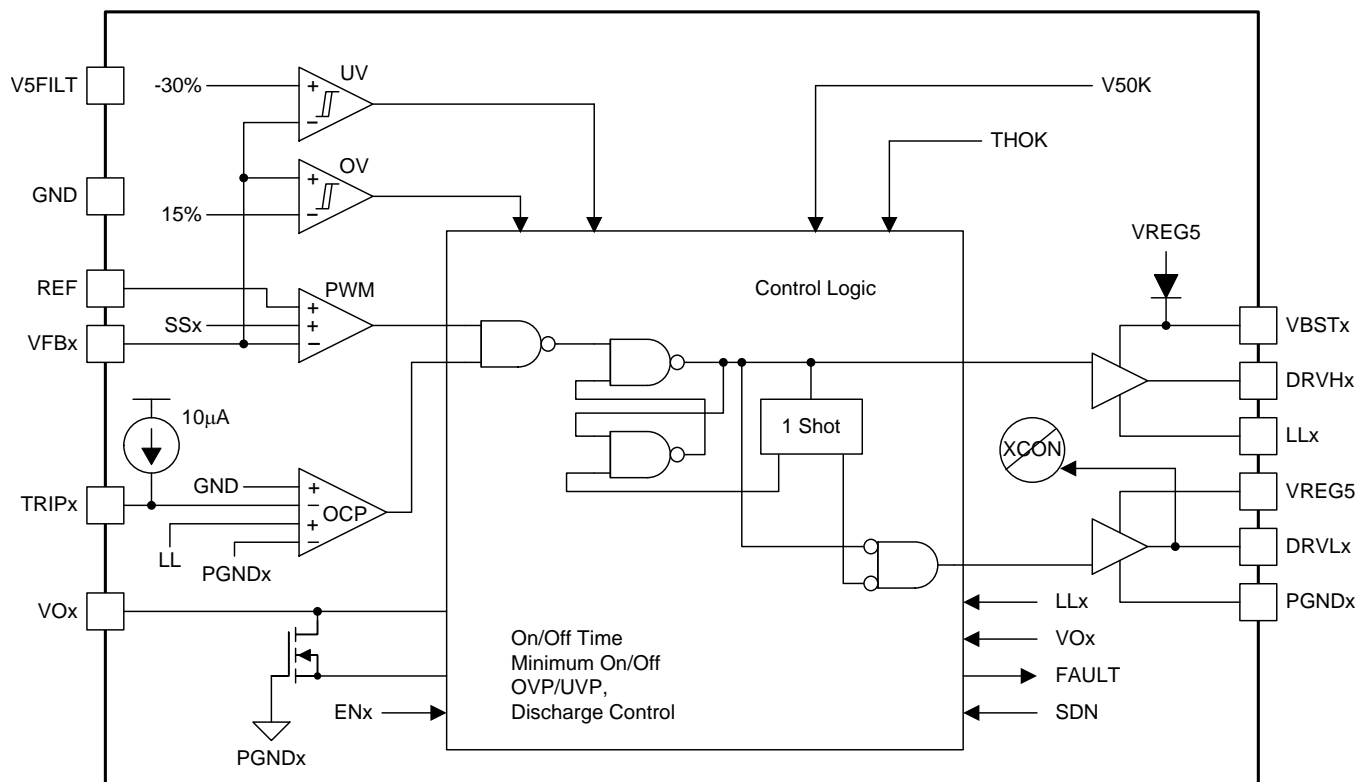 V5FILT
-30%
+
−
UV
V50K
THOK
GND
15%
+
−
OV
VREG5
REF
VFBx
SSx
+
+
−
PWM
Control Logic
VBSTx
DRVHx
LLx
10μA
1 Shot
XCON
TRIPx
GND
+
−
+
−
OCP
LL
PGNDx
VREG5
DRVLx
PGNDx
VOx
On/Off Time
Minimum On/Off
OVP/UVP,
Discharge Control
LLx
VOx
FAULT
SDN
ENx
PGNDx